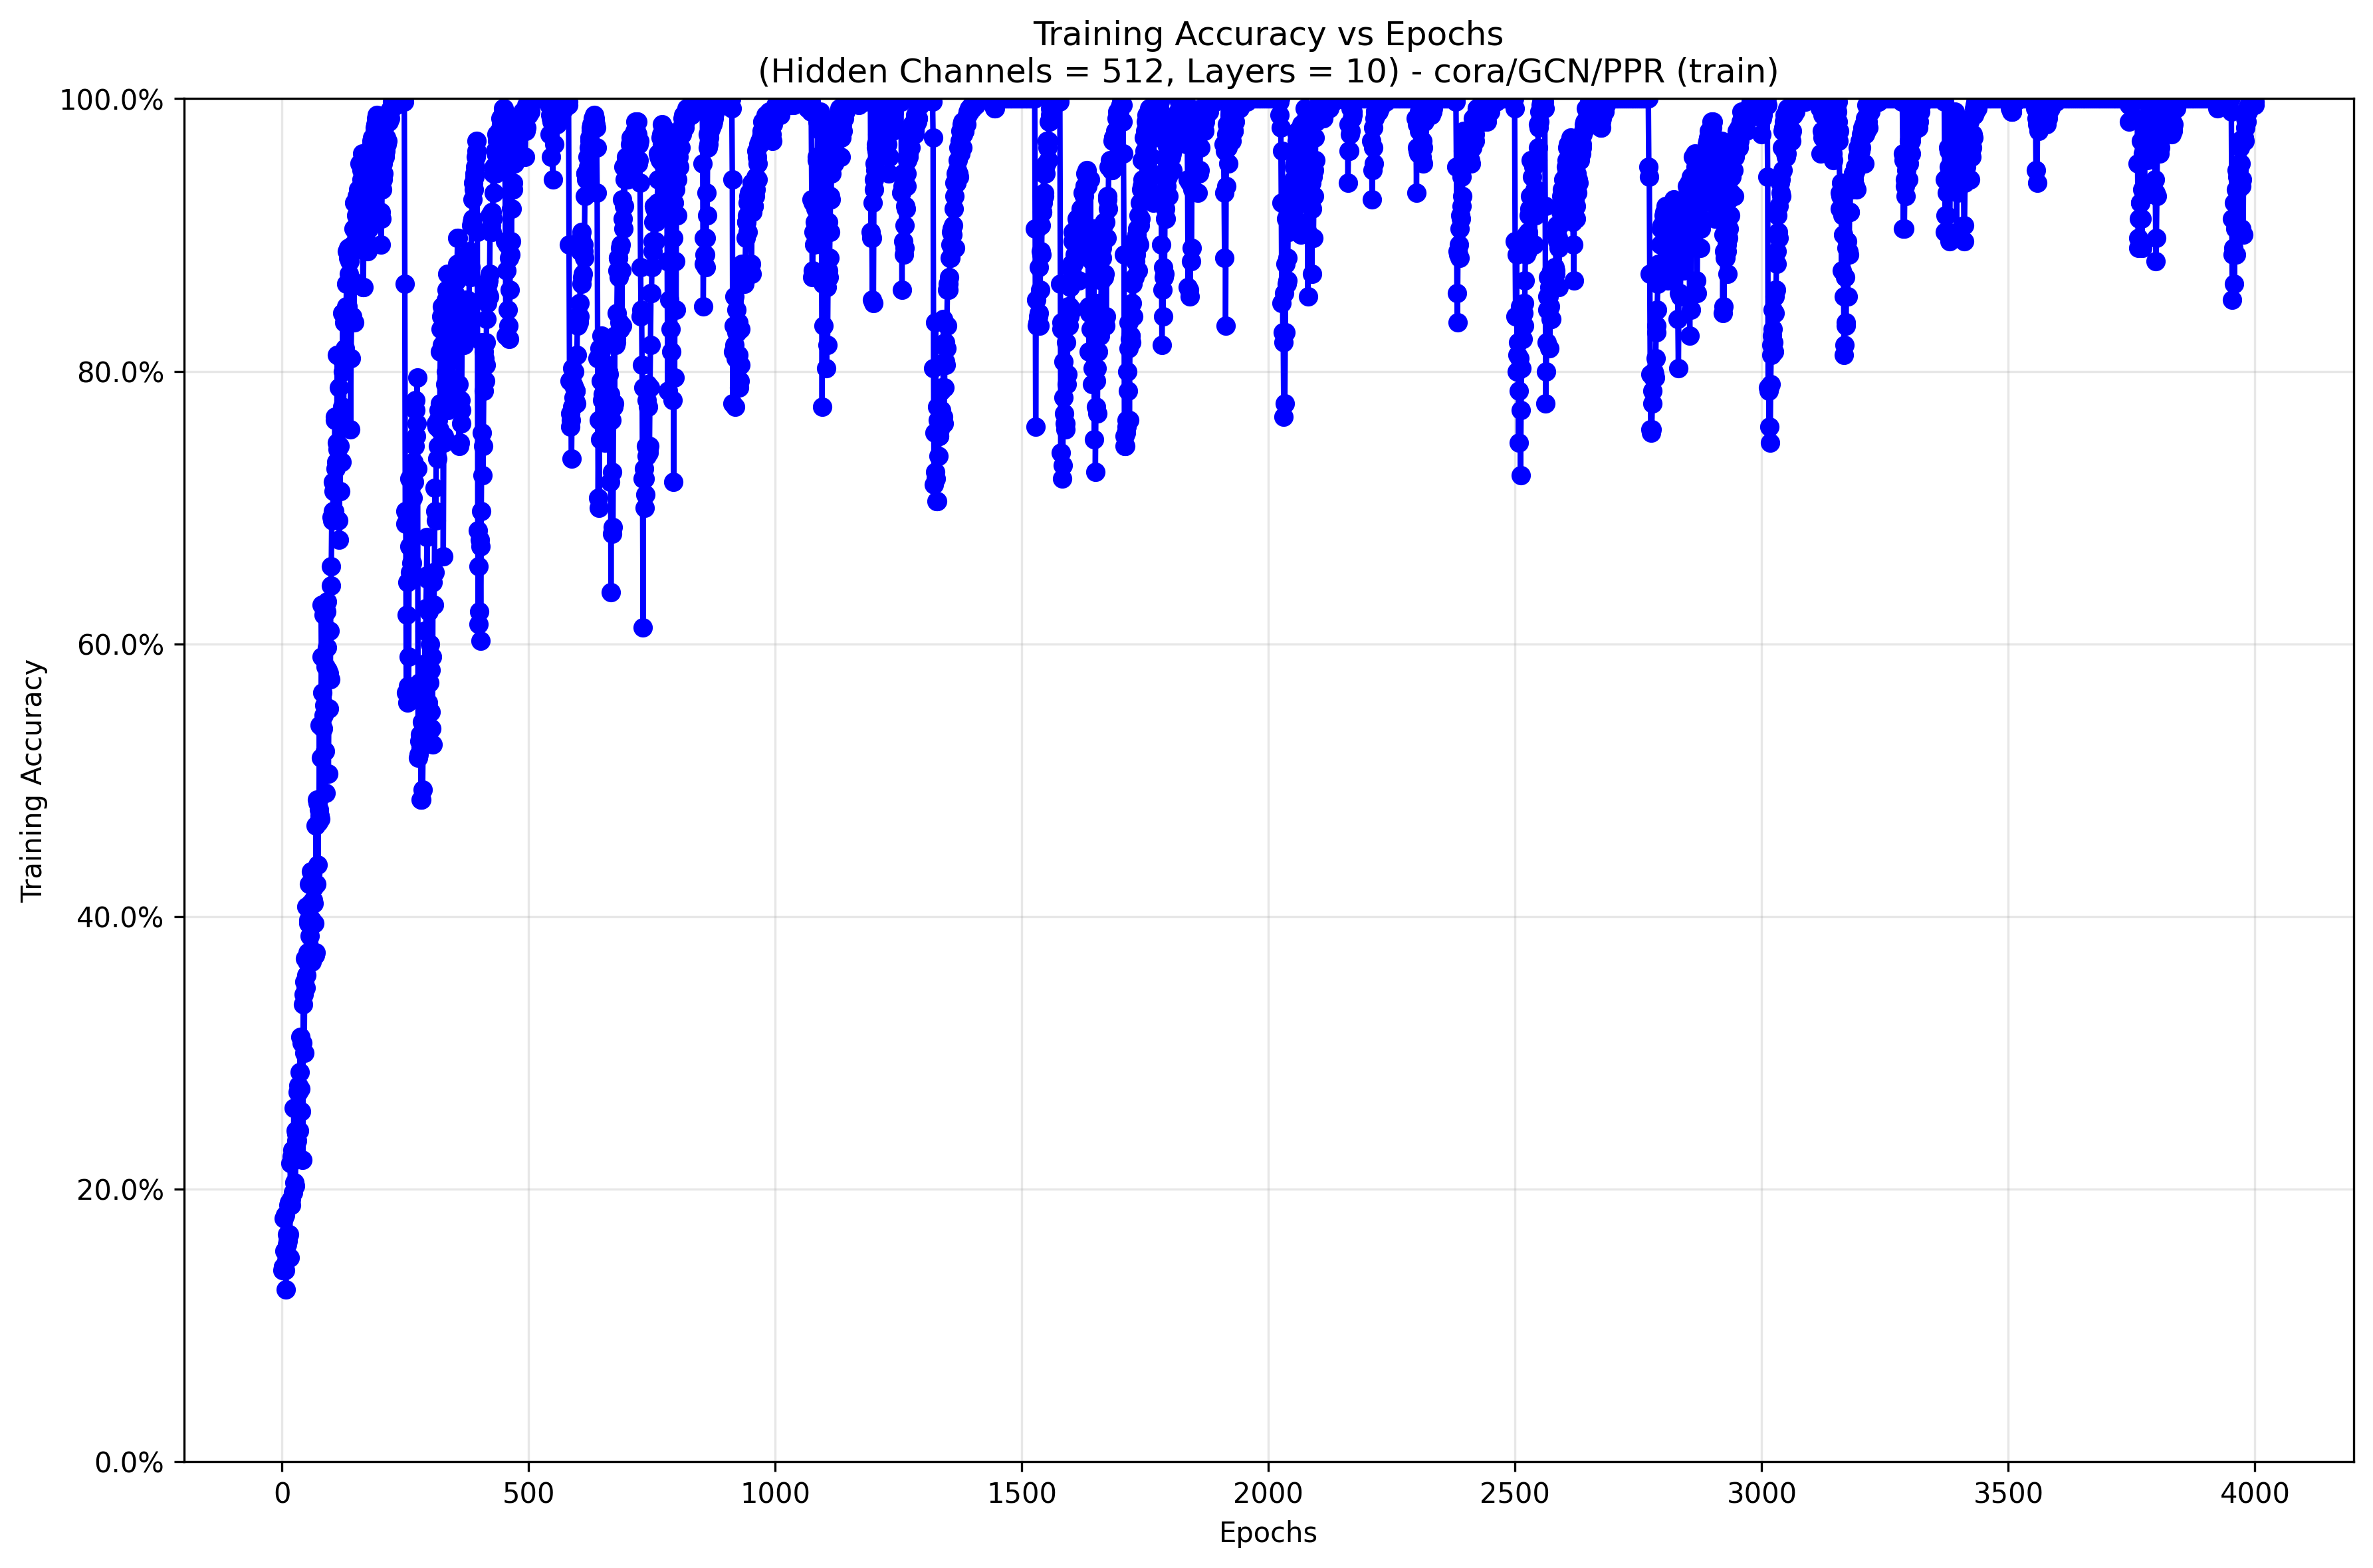 Training Accuracy vs Epochs
(Hidden Channels = 512, Layers = 10) - cora/GCN/PPR (train)
100.0%
80.0%
60.0%
40.0%
20.0%
0.0%
Training Accuracy
0 500 1000 1500 2000 2500 3000 3500 4000
Epochs